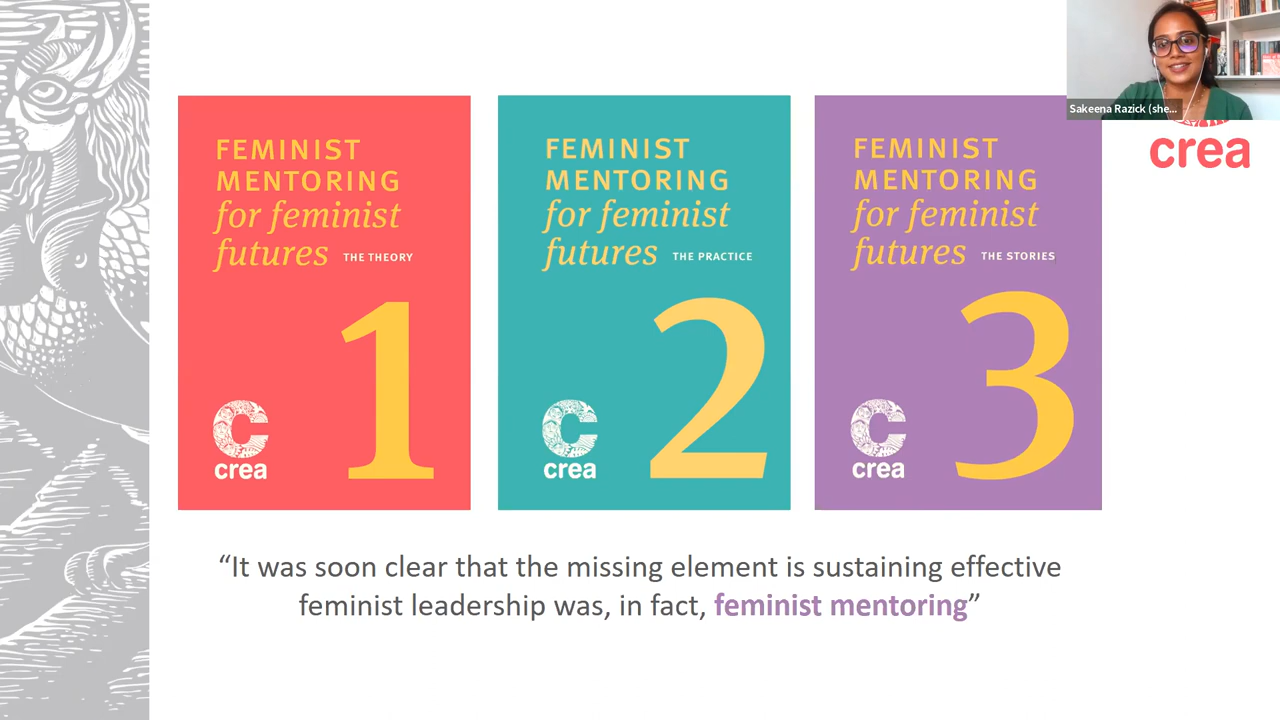 FEMINIST
MENTORING
for feminist
futures THE THEORY
1
crea
FEMINIST
MENTORING
for feminist
futures THE PRACTICE
2
crea
FEMINIST
MENTORING
for feminist
futures THE STORIES
3
crea
Sakeena Razick (she...
crea
“It was soon clear that the missing element is sustaining effective
feminist leadership was, in fact, feminist mentoring”